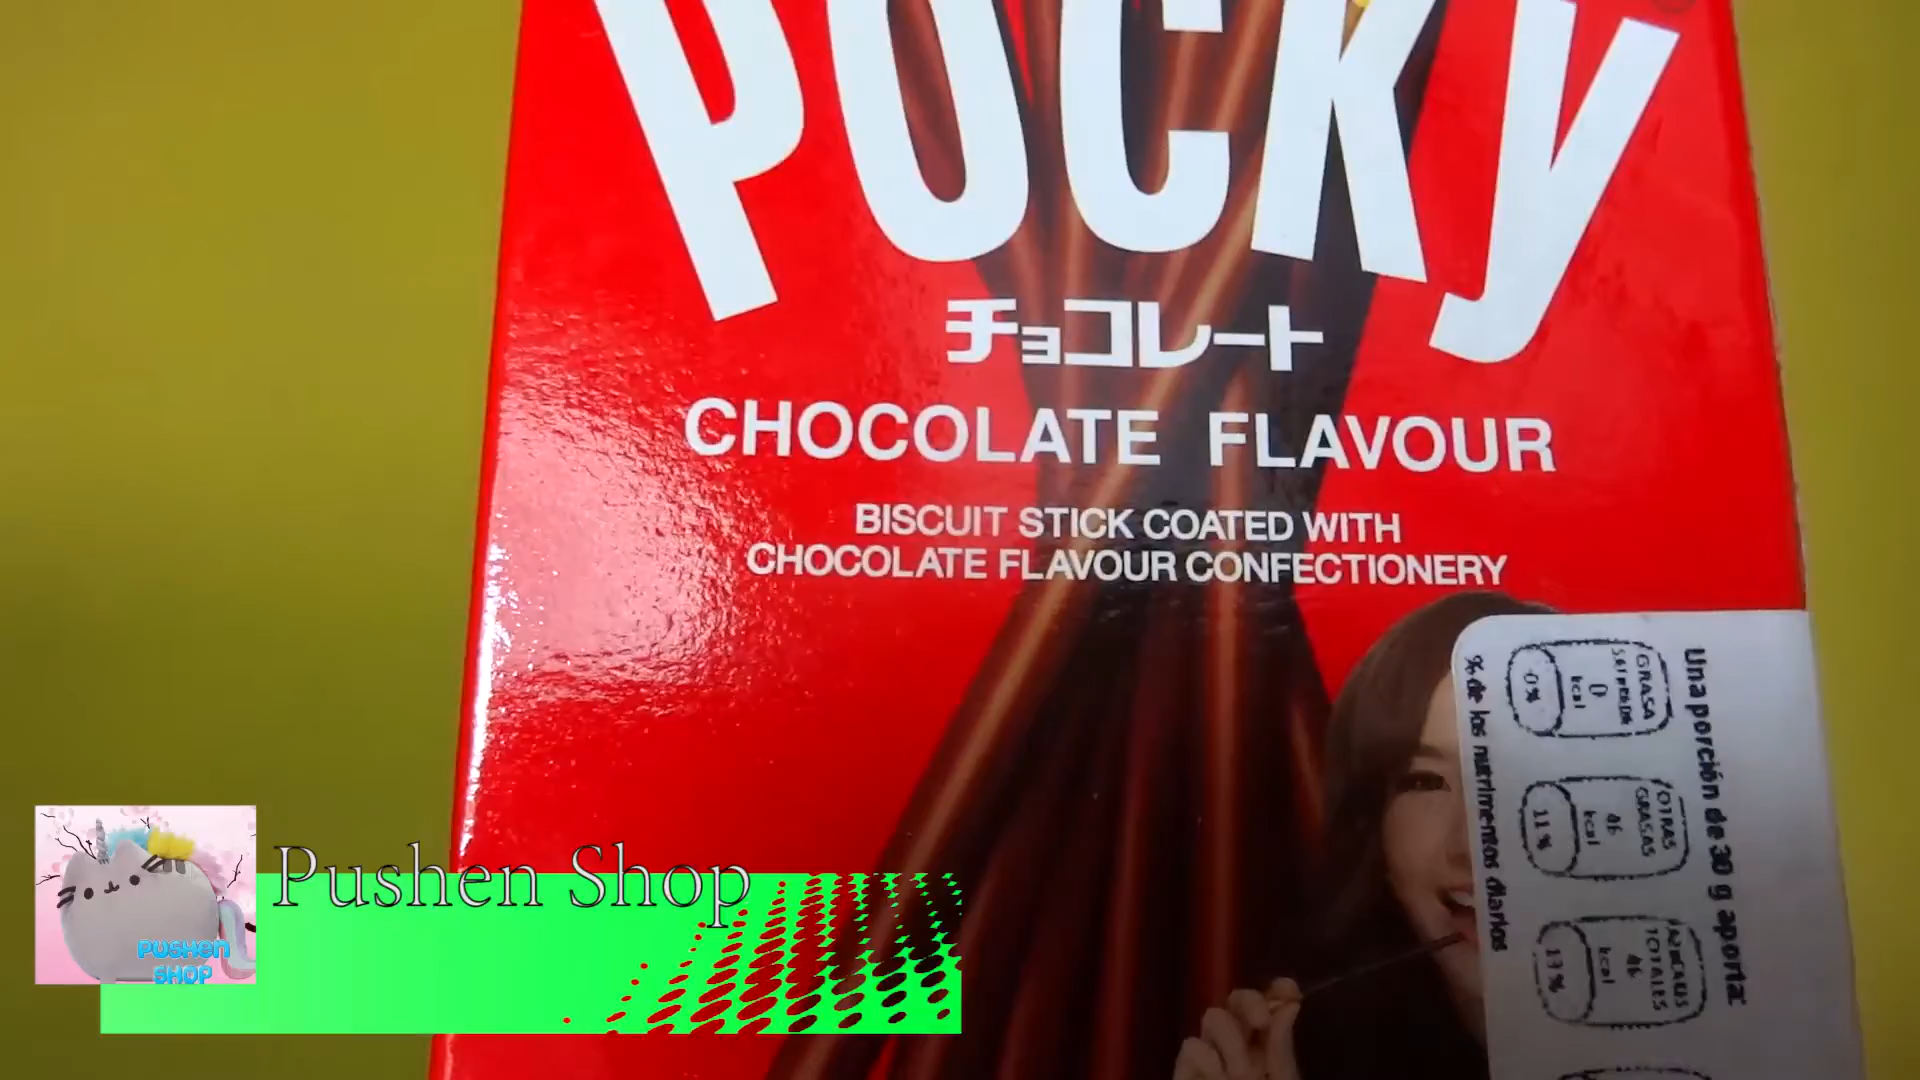 POCKY
チョコレート
CHOCOLATE FLAVOUR
BISCUIT STICK COATED WITH
CHOCOLATE FLAVOUR CONFECTIONERY
Una porción de 30 g aporta:
GRASA
0
kcal
0%
OTRAS
GRASAS
46
kcal
11%
AZÚCARES
TOTALES
46
kcal
13%
% de los nutrimentos diarios
Pushen Shop
PUSHEN
SHOP